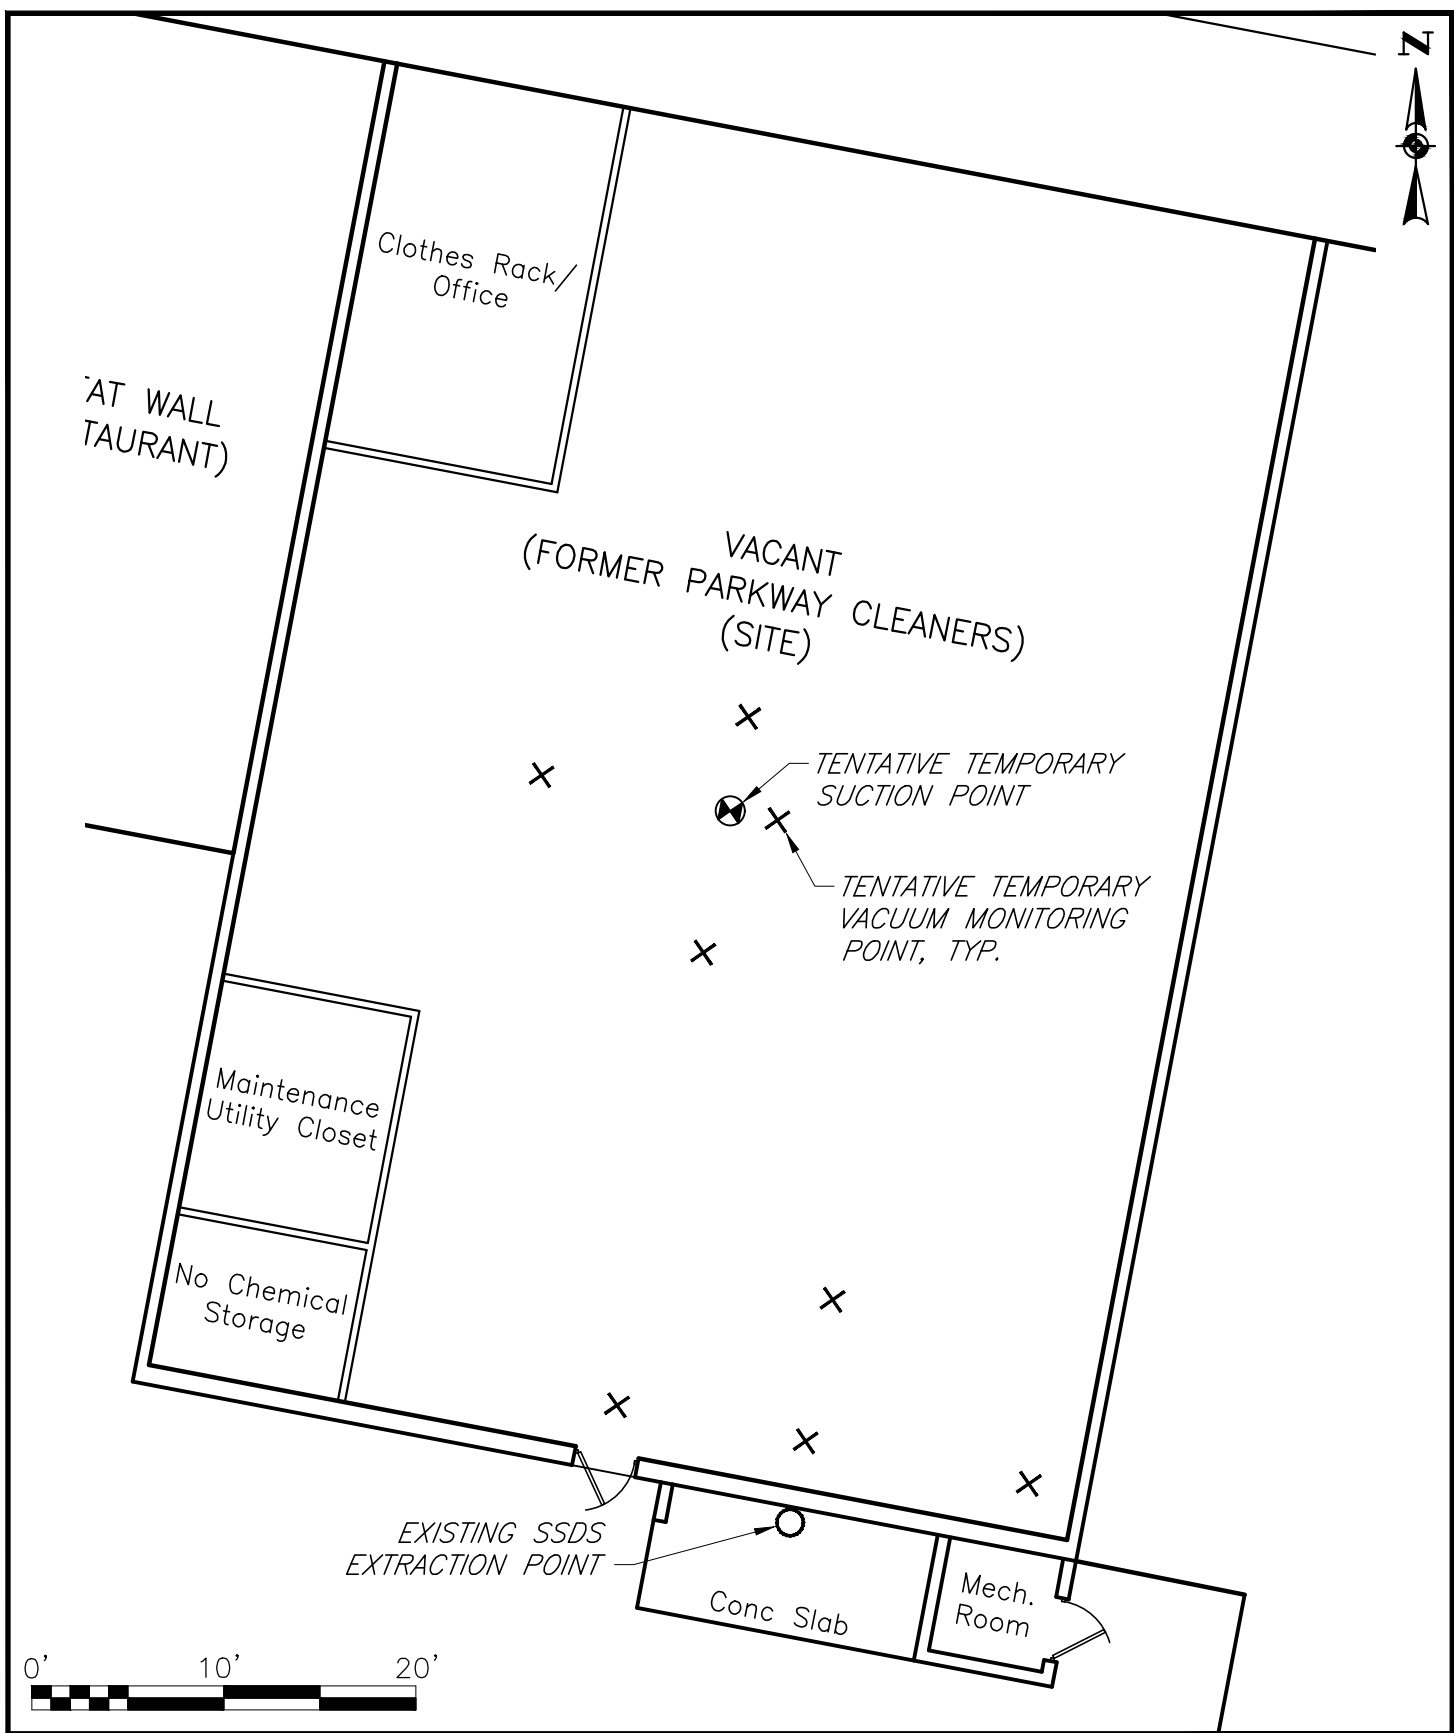 N
Clothes Rack/
Office
AT WALL
TAURANT)
VACANT
(FORMER PARKWAY CLEANERS)
(SITE)
TENTATIVE TEMPORARY
SUCTION POINT
TENTATIVE TEMPORARY
VACUUM MONITORING
POINT, TYP.
Maintenance
Utility Closet
No Chemical
Storage
EXISTING SSDS
EXTRACTION POINT
Conc Slab
Mech.
Room
0' 10' 20'